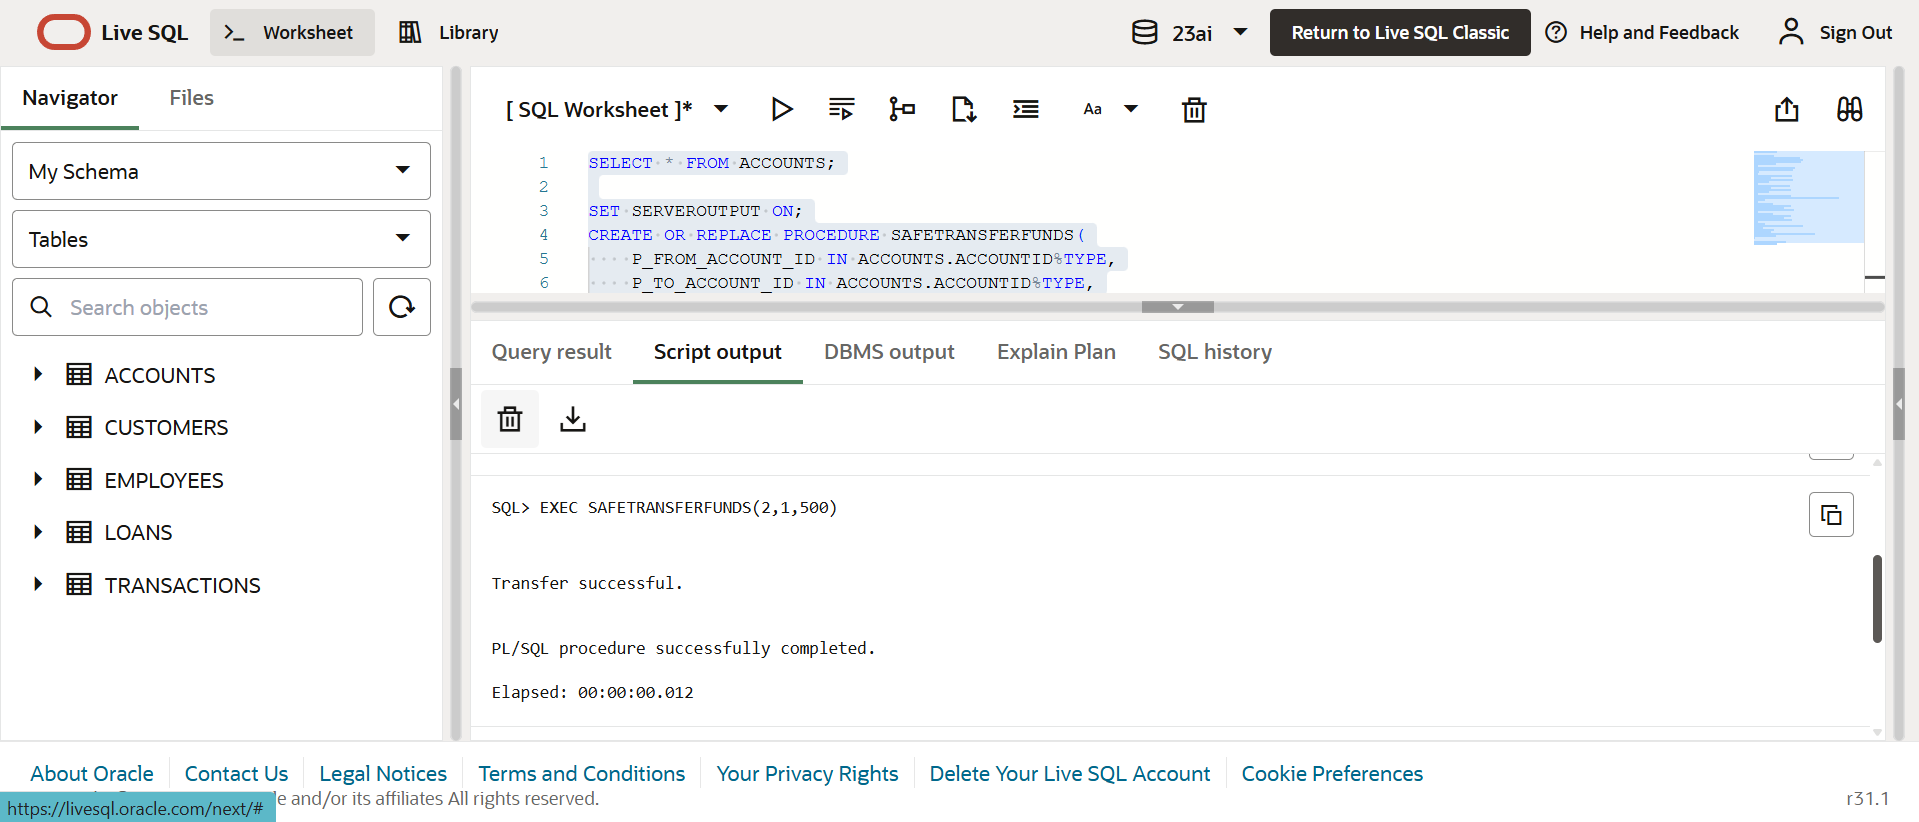 Live SQL
Worksheet
Library
23ai
Return to Live SQL Classic
Help and Feedback
Sign Out
Navigator
Files
My Schema
Tables
Search objects
ACCOUNTS
CUSTOMERS
EMPLOYEES
LOANS
TRANSACTIONS
[ SQL Worksheet ]*
Aa
1 SELECT * FROM ACCOUNTS;
2
3 SET SERVEROUTPUT ON;
4 CREATE OR REPLACE PROCEDURE SAFETRANSFERFUNDS(
5 P_FROM_ACCOUNT_ID IN ACCOUNTS.ACCOUNTID%TYPE,
6 P_TO_ACCOUNT_ID IN ACCOUNTS.ACCOUNTID%TYPE,
Query result
Script output
DBMS output
Explain Plan
SQL history
SQL> EXEC SAFETRANSFERFUNDS(2,1,500)
Transfer successful.
PL/SQL procedure successfully completed.
Elapsed: 00:00:00.012
About Oracle
Contact Us
Legal Notices
Terms and Conditions
Your Privacy Rights
Delete Your Live SQL Account
Cookie Preferences
and/or its affiliates All rights reserved.
https://livesql.oracle.com/next/#
r31.1